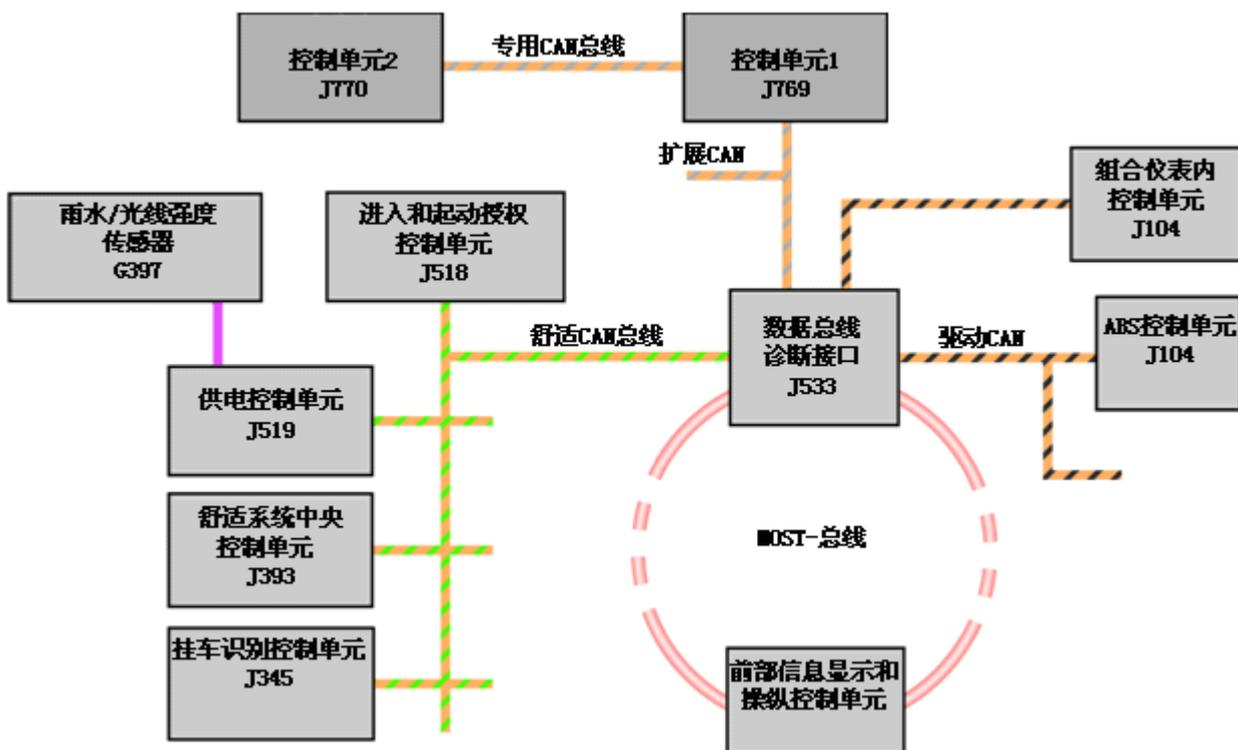 控制单元2
J770
专用CAN总线
控制单元1
J769
扩展CAN
组合仪表内
控制单元
J104
雨水/光线强度
传感器
G397
进入和起动授权
控制单元
J518
舒适CAN总线
数据总线
诊断接口
J533
驱动CAN
ABS控制单元
J104
供电控制单元
J519
舒适系统中央
控制单元
J393
MOST-总线
挂车识别控制单元
J345
前部信息显示和
操纵控制单元